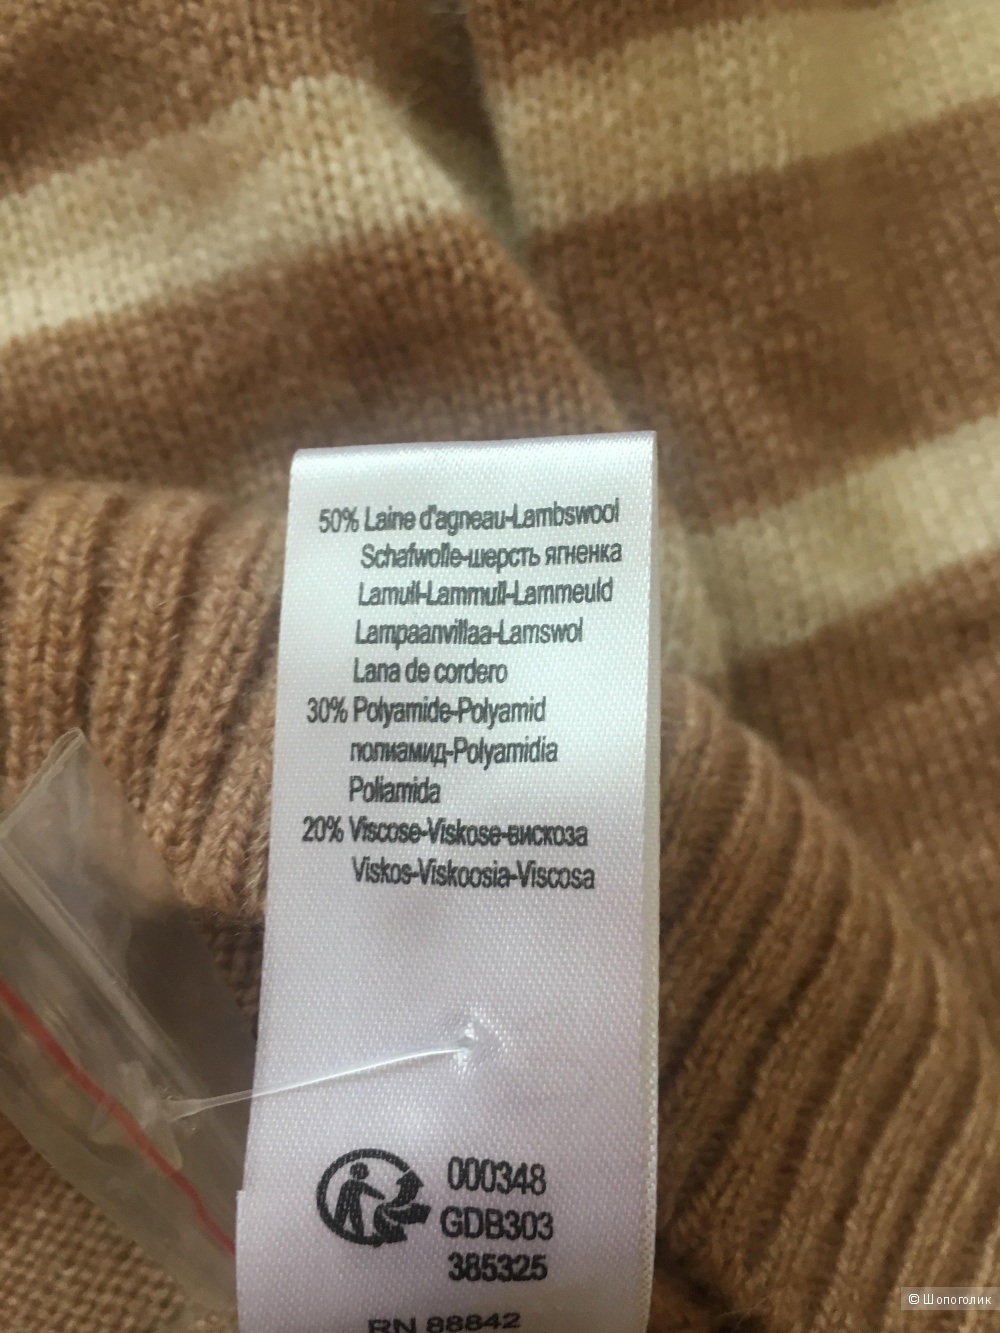 50% Laine d'agneau-Lambswool
Schafwolle-шерсть ягненка
Lamull-Lammull-Lammeuld
Lampaanvillaa-Lamswol
Lana de cordero
30% Polyamide-Polyamid
полиамид-Polyamidia
Poliamida
20% Viscose-Viskose-вискоза
Viskos-Viskoosia-Viscosa
000348
GDB303
385325
RN 88842
© Шопоголик